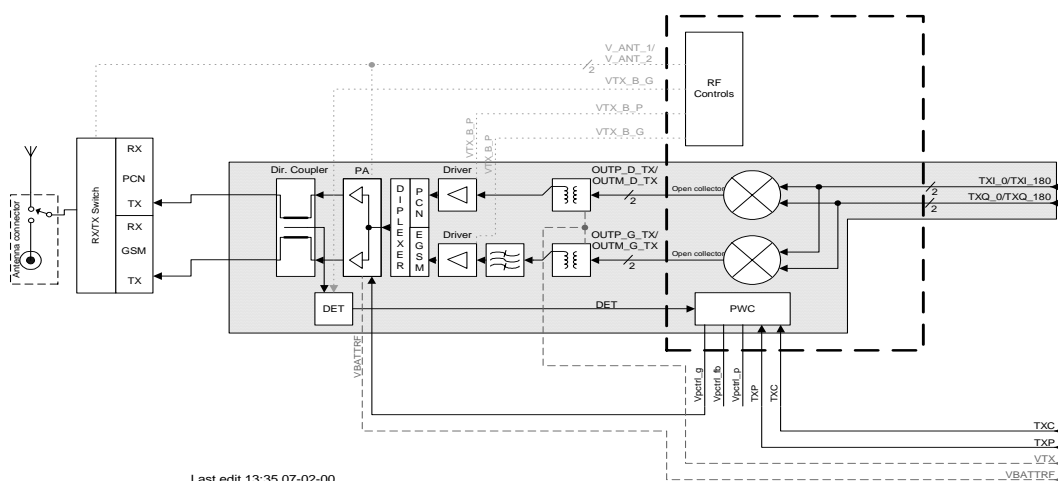 V_ANT_1/
V_ANT_2
2
VTX_B_G
VTX_B_P
VTX_B_G
VTX_B_P
VTX_B_P
RF
Controls
Antenna connector
RX/TX Switch
RX
PCN
TX
RX
GSM
TX
Dir. Coupler
PA
DIPLEXER
PCN
EGSM
Driver
Driver
OUTP_D_TX/
OUTM_D_TX
2
Open collector
OUTP_G_TX/
OUTM_G_TX
2
Open collector
TXI_0/TXI_180
2
TXQ_0/TXQ_180
2
DET
DET
PWC
VBATTRF
Vpctrl_g
Vpctrl_fb
Vpctrl_p
TXP
TXC
TXC
TXP
VTX
VBATTRF
Last edit 13:35 07-02-00